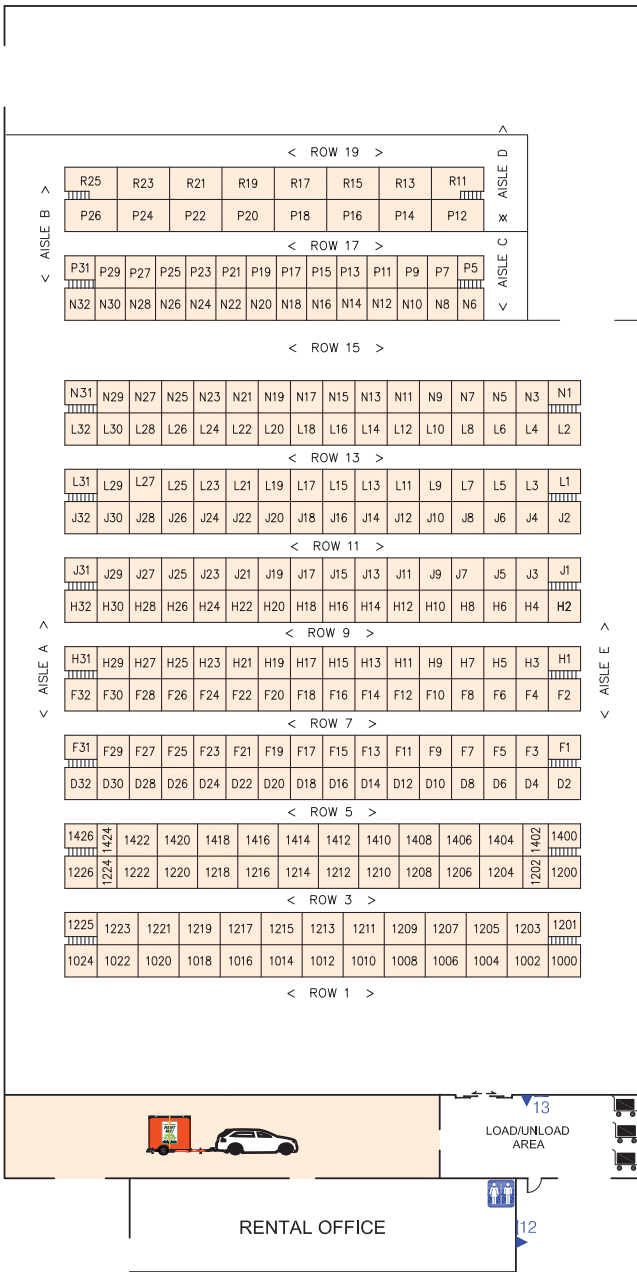 < ROW 19 >
R25 R23 R21 R19 R17 R15 R13 R11
P26 P24 P22 P20 P18 P16 P14 P12
AISLE D >
< AISLE B >
< ROW 17 >
P31 P29 P27 P25 P23 P21 P19 P17 P15 P13 P11 P9 P7 P5
N32 N30 N28 N26 N24 N22 N20 N18 N16 N14 N12 N10 N8 N6
< AISLE C
< ROW 15 >
N31 N29 N27 N25 N23 N21 N19 N17 N15 N13 N11 N9 N7 N5 N3 N1
L32 L30 L28 L26 L24 L22 L20 L18 L16 L14 L12 L10 L8 L6 L4 L2
< ROW 13 >
L31 L29 L27 L25 L23 L21 L19 L17 L15 L13 L11 L9 L7 L5 L3 L1
J32 J30 J28 J26 J24 J22 J20 J18 J16 J14 J12 J10 J8 J6 J4 J2
< ROW 11 >
J31 J29 J27 J25 J23 J21 J19 J17 J15 J13 J11 J9 J7 J5 J3 J1
H32 H30 H28 H26 H24 H22 H20 H18 H16 H14 H12 H10 H8 H6 H4 H2
< ROW 9 >
< AISLE A >
< AISLE E >
H31 H29 H27 H25 H23 H21 H19 H17 H15 H13 H11 H9 H7 H5 H3 H1
F32 F30 F28 F26 F24 F22 F20 F18 F16 F14 F12 F10 F8 F6 F4 F2
< ROW 7 >
F31 F29 F27 F25 F23 F21 F19 F17 F15 F13 F11 F9 F7 F5 F3 F1
D32 D30 D28 D26 D24 D22 D20 D18 D16 D14 D12 D10 D8 D6 D4 D2
< ROW 5 >
1426 1424 1422 1420 1418 1416 1414 1412 1410 1408 1406 1404 1402 1400
1226 1224 1222 1220 1218 1216 1214 1212 1210 1208 1206 1204 1202 1200
< ROW 3 >
1225 1223 1221 1219 1217 1215 1213 1211 1209 1207 1205 1203 1201
1024 1022 1020 1018 1016 1014 1012 1010 1008 1006 1004 1002 1000
< ROW 1 >
13
LOAD/UNLOAD
AREA
RENTAL OFFICE
12